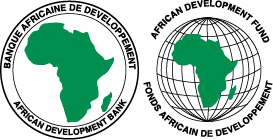 BANQUE AFRICAINE DE DEVELOPPEMENT
AFRICAN DEVELOPMENT BANK
AFRICAN DEVELOPMENT FUND
FONDS AFRICAIN DE DEVELOPPEMENT